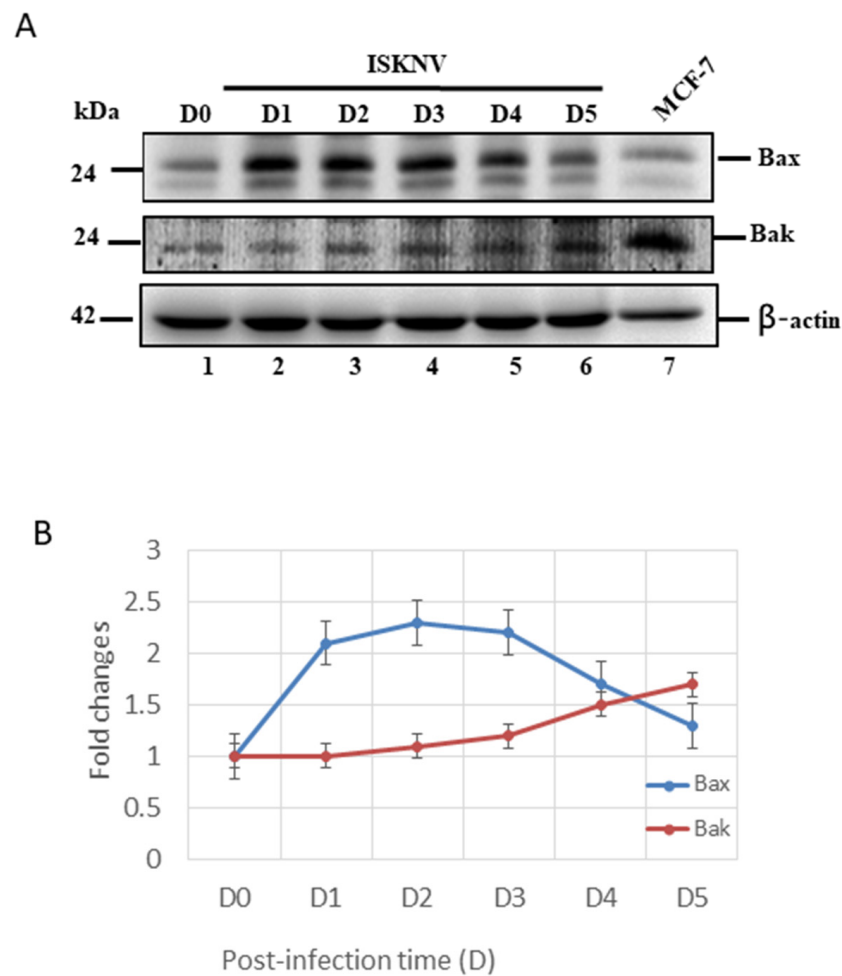 A
ISKNV
kDa D0 D1 D2 D3 D4 D5 MCF-7
24 Bax
24 Bak
42 β-actin
1 2 3 4 5 6 7
B
3
2.5
2
1.5
1
0.5
0
Fold changes
Bax
Bak
D0 D1 D2 D3 D4 D5
Post-infection time (D)